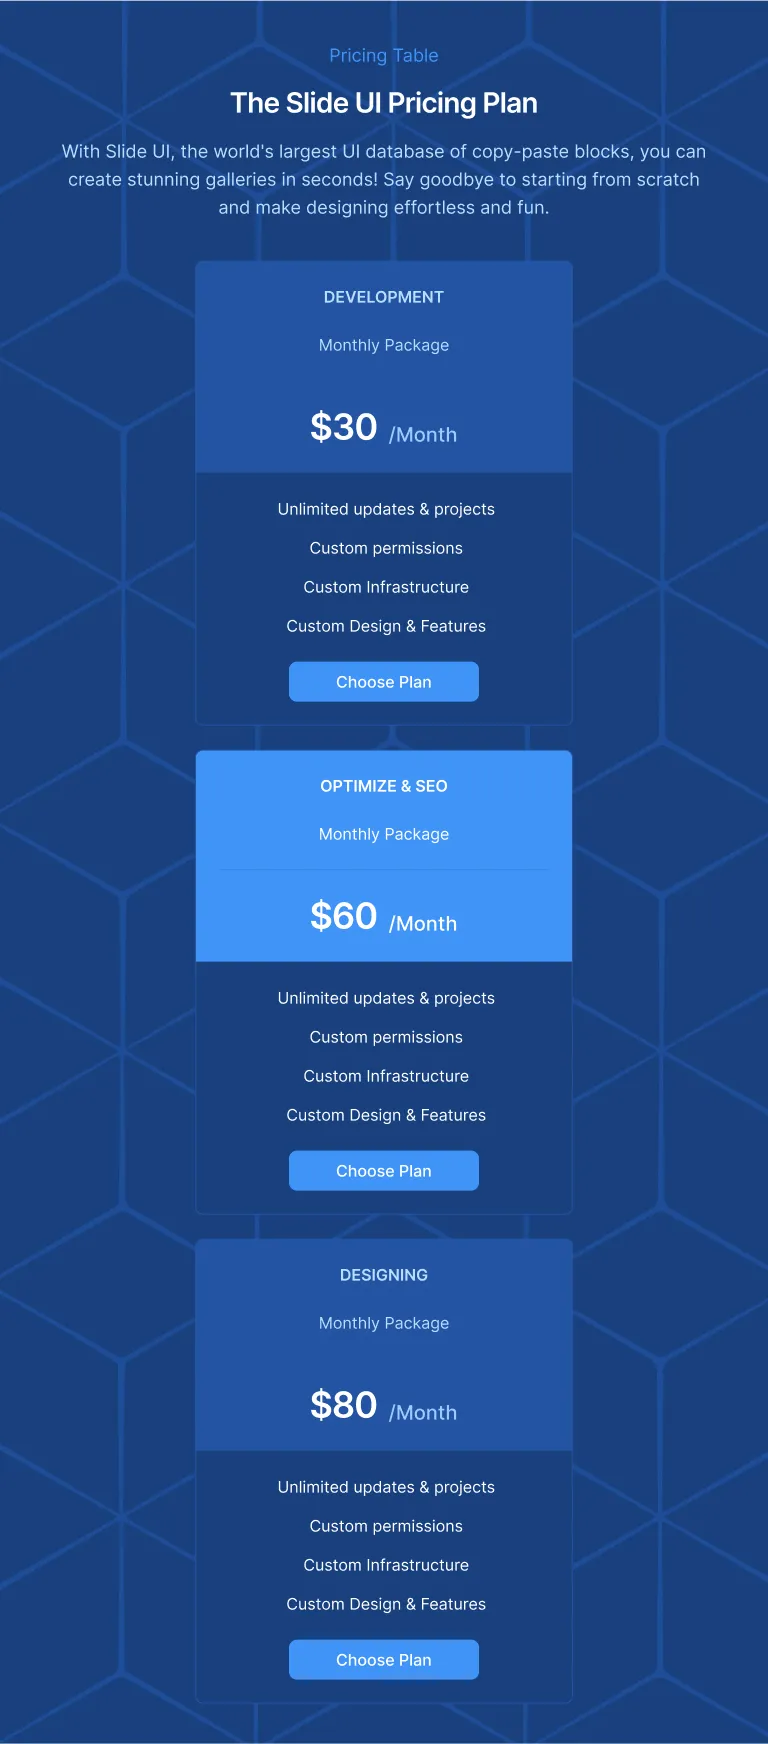 Pricing Table
The Slide UI Pricing Plan
With Slide UI, the world's largest UI database of copy-paste blocks, you can
create stunning galleries in seconds! Say goodbye to starting from scratch
and make designing effortless and fun.
DEVELOPMENT
Monthly Package
$30 /Month
Unlimited updates & projects
Custom permissions
Custom Infrastructure
Custom Design & Features
Choose Plan
OPTIMIZE & SEO
Monthly Package
$60 /Month
Unlimited updates & projects
Custom permissions
Custom Infrastructure
Custom Design & Features
Choose Plan
DESIGNING
Monthly Package
$80 /Month
Unlimited updates & projects
Custom permissions
Custom Infrastructure
Custom Design & Features
Choose Plan